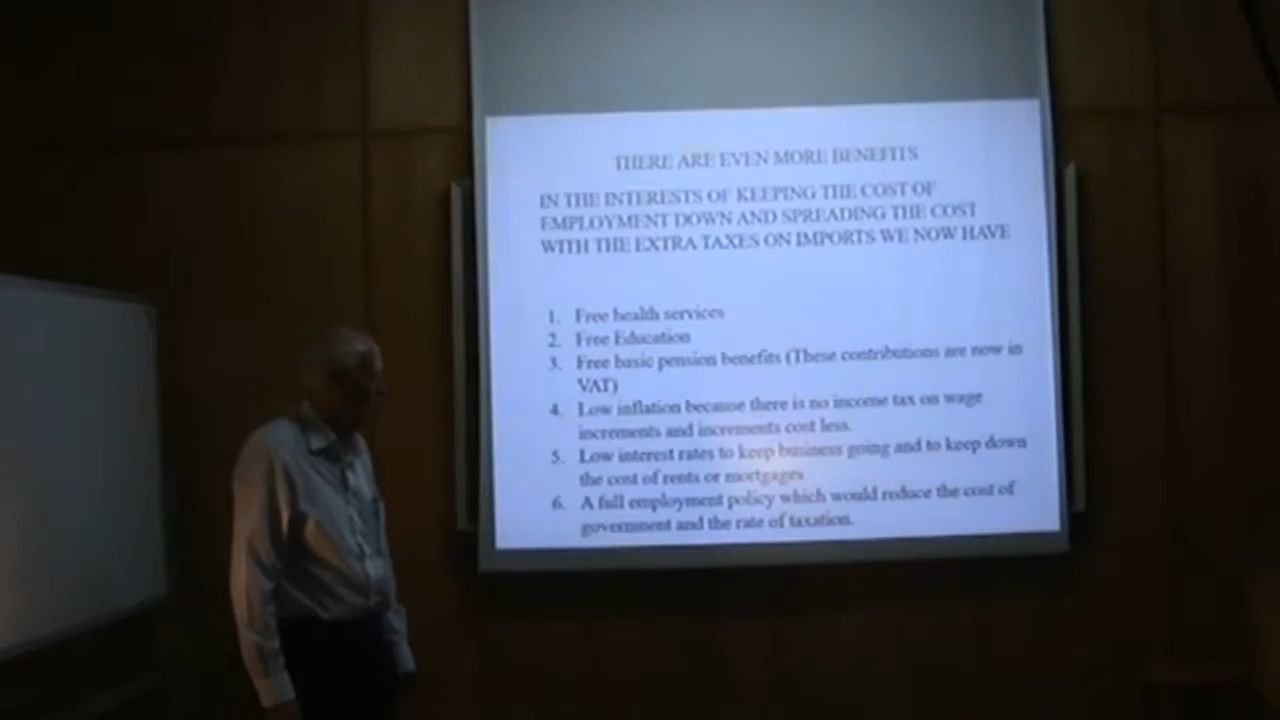 THERE ARE EVEN MORE BENEFITS
IN THE INTERESTS OF KEEPING THE COST OF
EMPLOYMENT DOWN AND SPREADING THE COST
WITH THE EXTRA TAXES ON IMPORTS WE NOW HAVE
1. Free health services
2. Free Education
3. Free basic pension benefits (These contributions are now in
VAT)
4. Low inflation because there is no income tax on wage
increments and increments cost less.
5. Low interest rates to keep business going and to keep down
the cost of rents or mortgages
6. A full employment policy which would reduce the cost of
government and the rate of taxation.